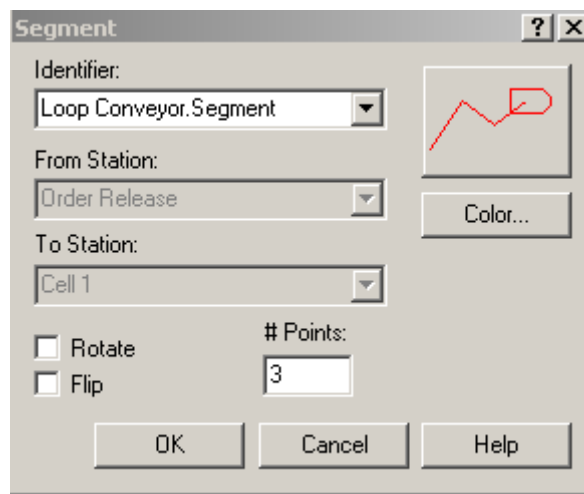 Segment
Identifier:
Loop Conveyor.Segment
From Station:
Order Release
Color...
To Station:
Cell 1
# Points:
Rotate
3
Flip
OK Cancel Help